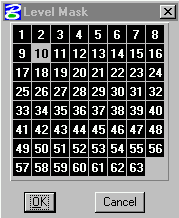 Level Mask
1 2 3 4 5 6 7 8
9 10 11 12 13 14 15 16
17 18 19 20 21 22 23 24
25 26 27 28 29 30 31 32
33 34 35 36 37 38 39 40
41 42 43 44 45 46 47 48
49 50 51 52 53 54 55 56
57 58 59 60 61 62 63
OK Cancel